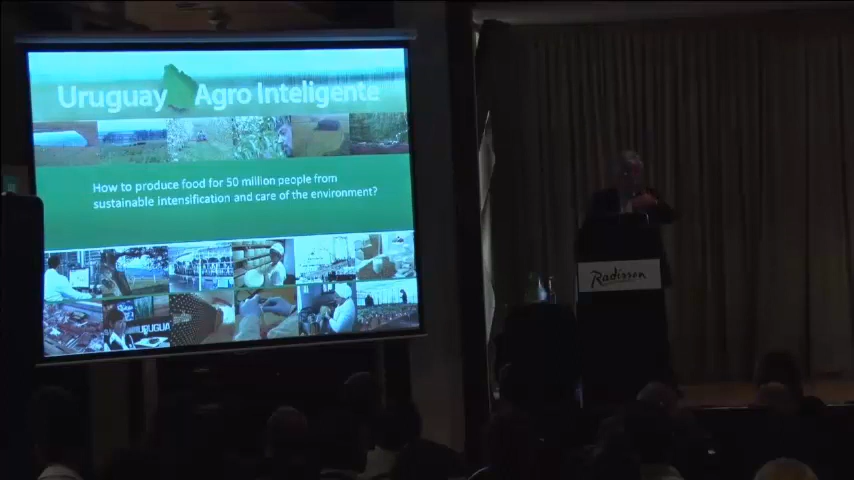 Uruguay Agro Inteligente
How to produce food for 50 million people from
sustainable intensification and care of the environment?
URUGUA
Radisson